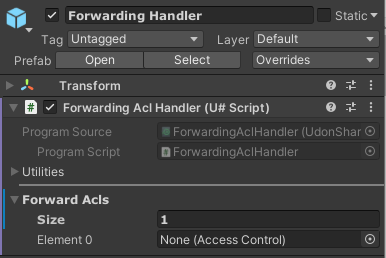 Forwarding Handler
Static
Tag Untagged Layer Default
Prefab Open Select Overrides
Transform
Forwarding Acl Handler (U# Script)
Program Source ForwardingAclHandler (UdonShar
Program Script ForwardingAclHandler
Utilities
Forward Acls
Size 1
Element 0 None (Access Control)